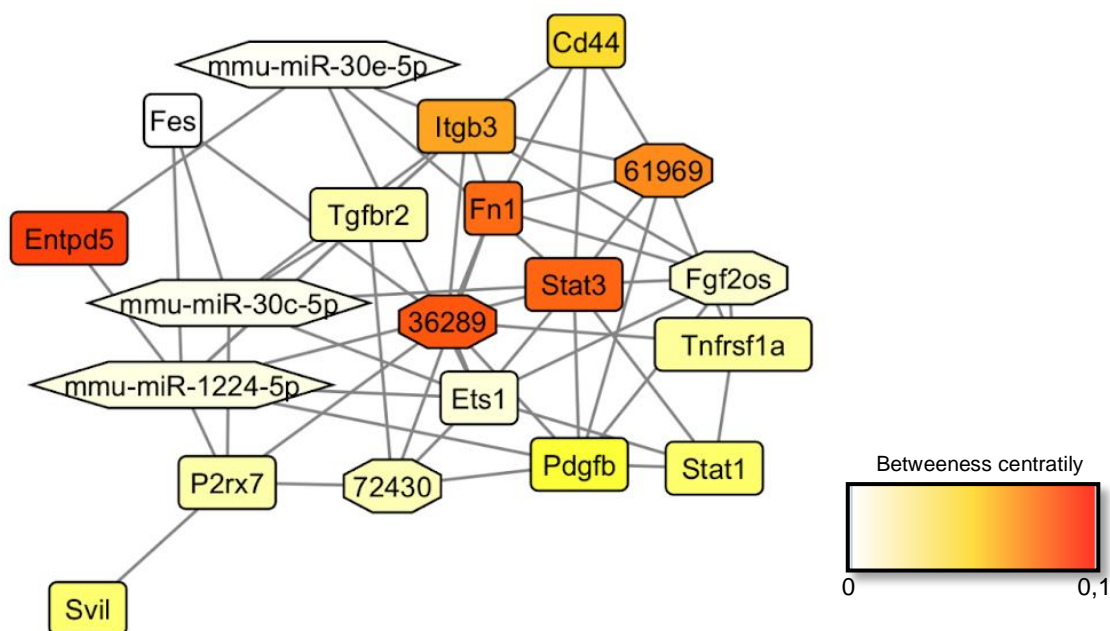 Cd44
mmu-miR-30e-5p
Fes
Itgb3
61969
Tgfbr2
Fn1
Entpd5
Stat3
Fgf2os
mmu-miR-30c-5p
36289
Tnfrsf1a
mmu-miR-1224-5p
Ets1
Pdgfb
Stat1
P2rx7
72430
Svil
Betweeness centratily
0
0,1